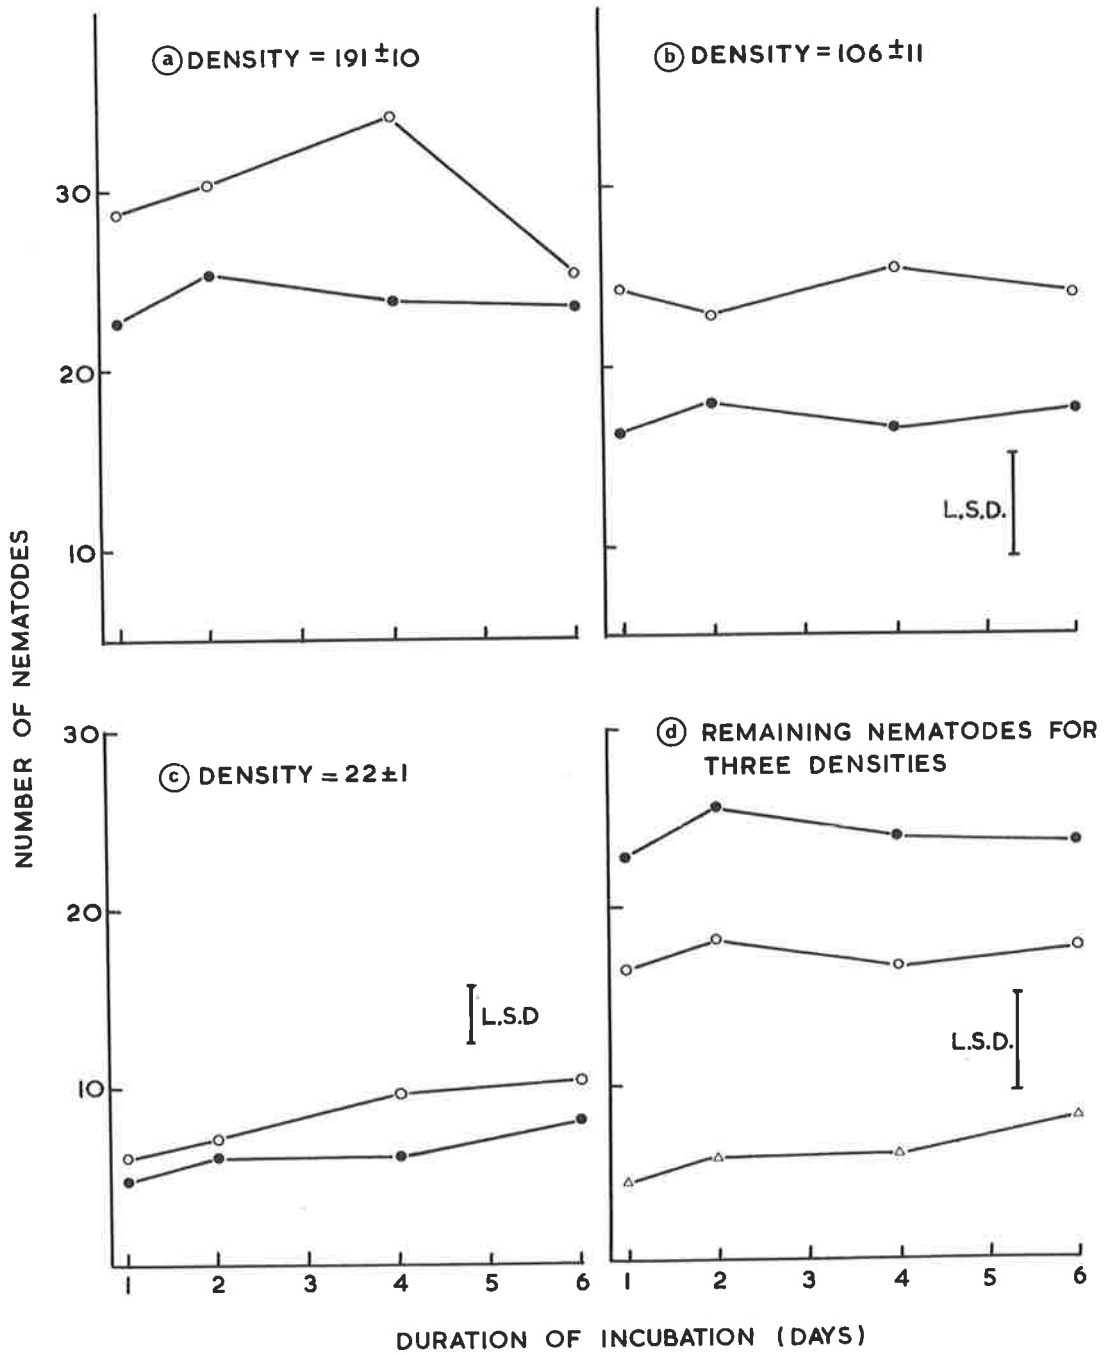 ⓐ DENSITY = 191 ±10
ⓑ DENSITY = 106 ±11
30
20
10
L.S.D.
NUMBER OF NEMATODES
ⓒ DENSITY = 22±1
ⓓ REMAINING NEMATODES FOR
THREE DENSITIES
30
20
10
L.S.D
L.S.D.
1 2 3 4 5 6
1 2 3 4 5 6
DURATION OF INCUBATION (DAYS)